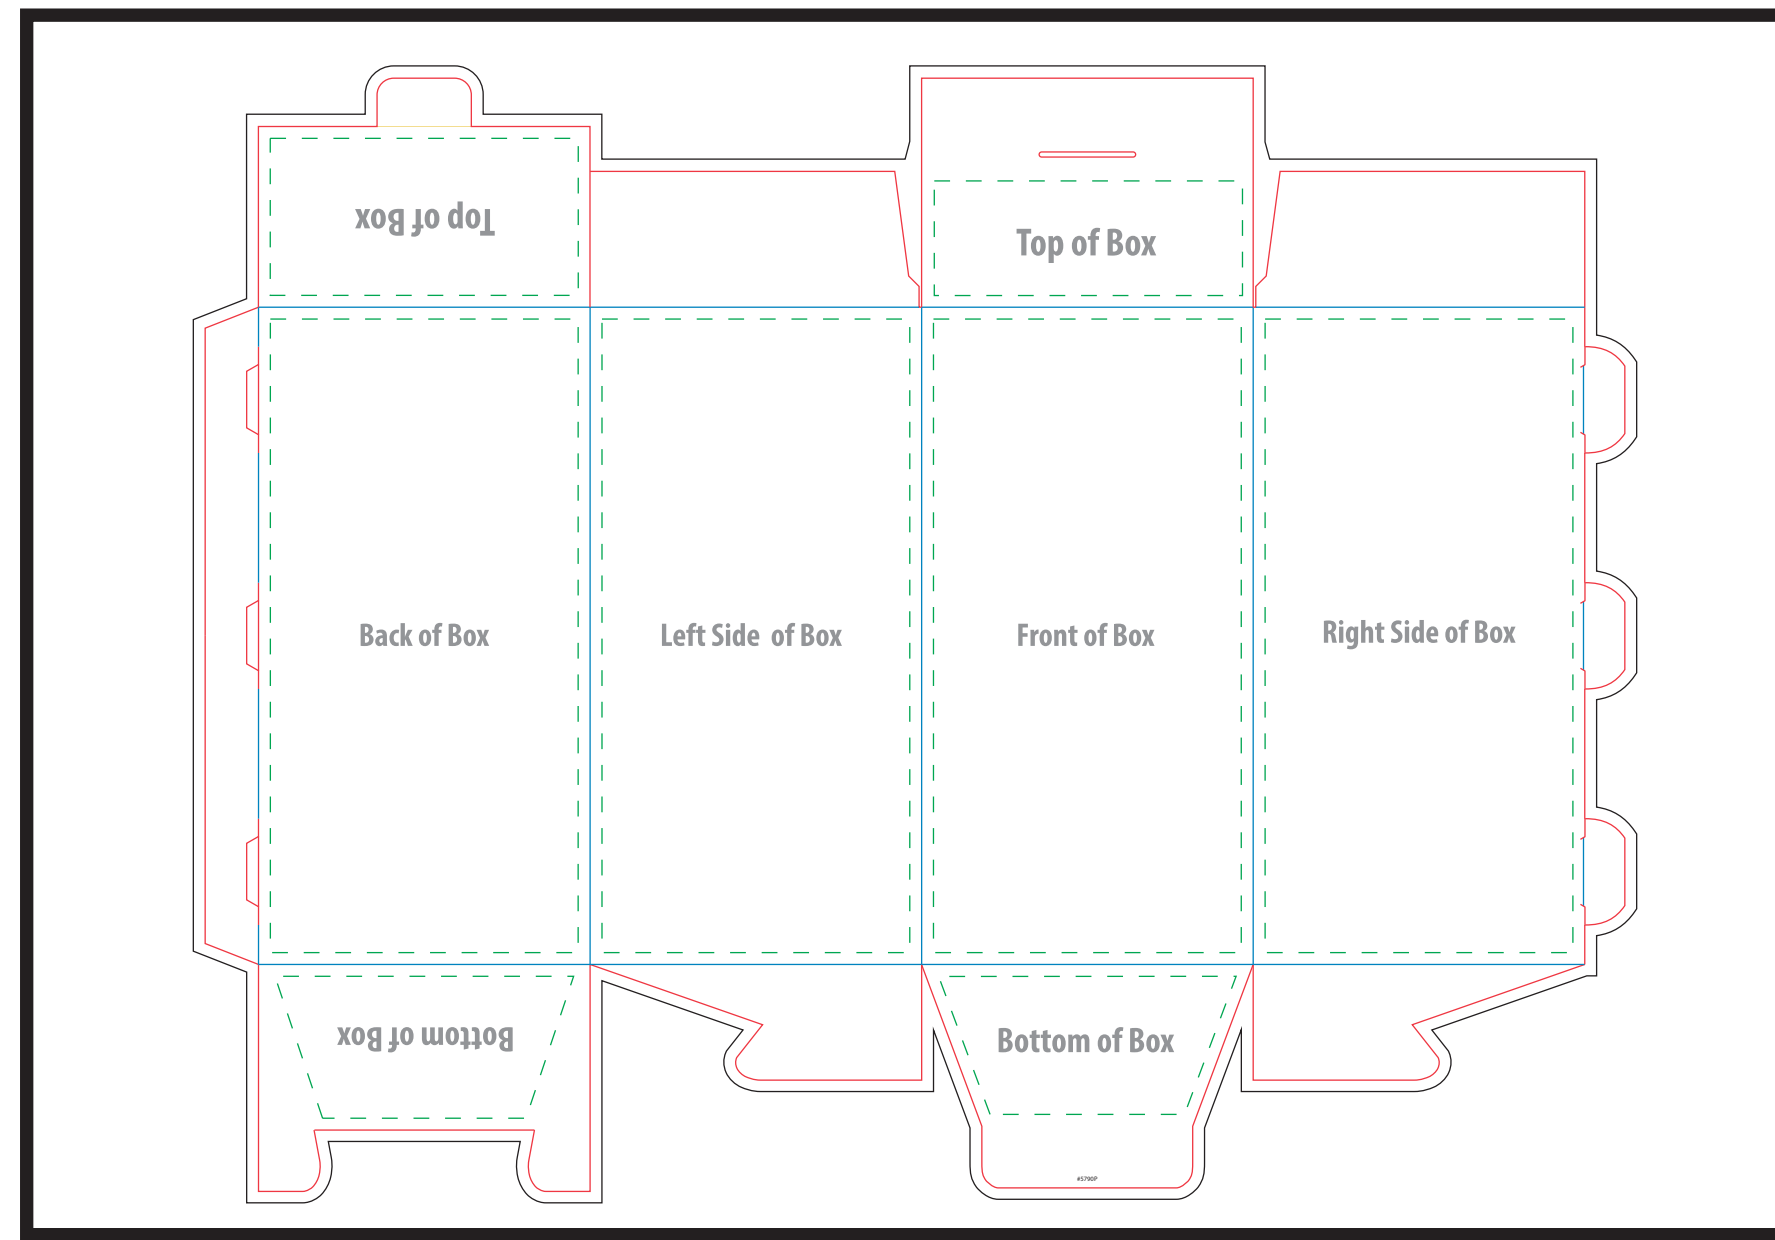 Top of Box
Top of Box
Back of Box
Left Side of Box
Front of Box
Right Side of Box
Bottom of Box
Bottom of Box
#5790P